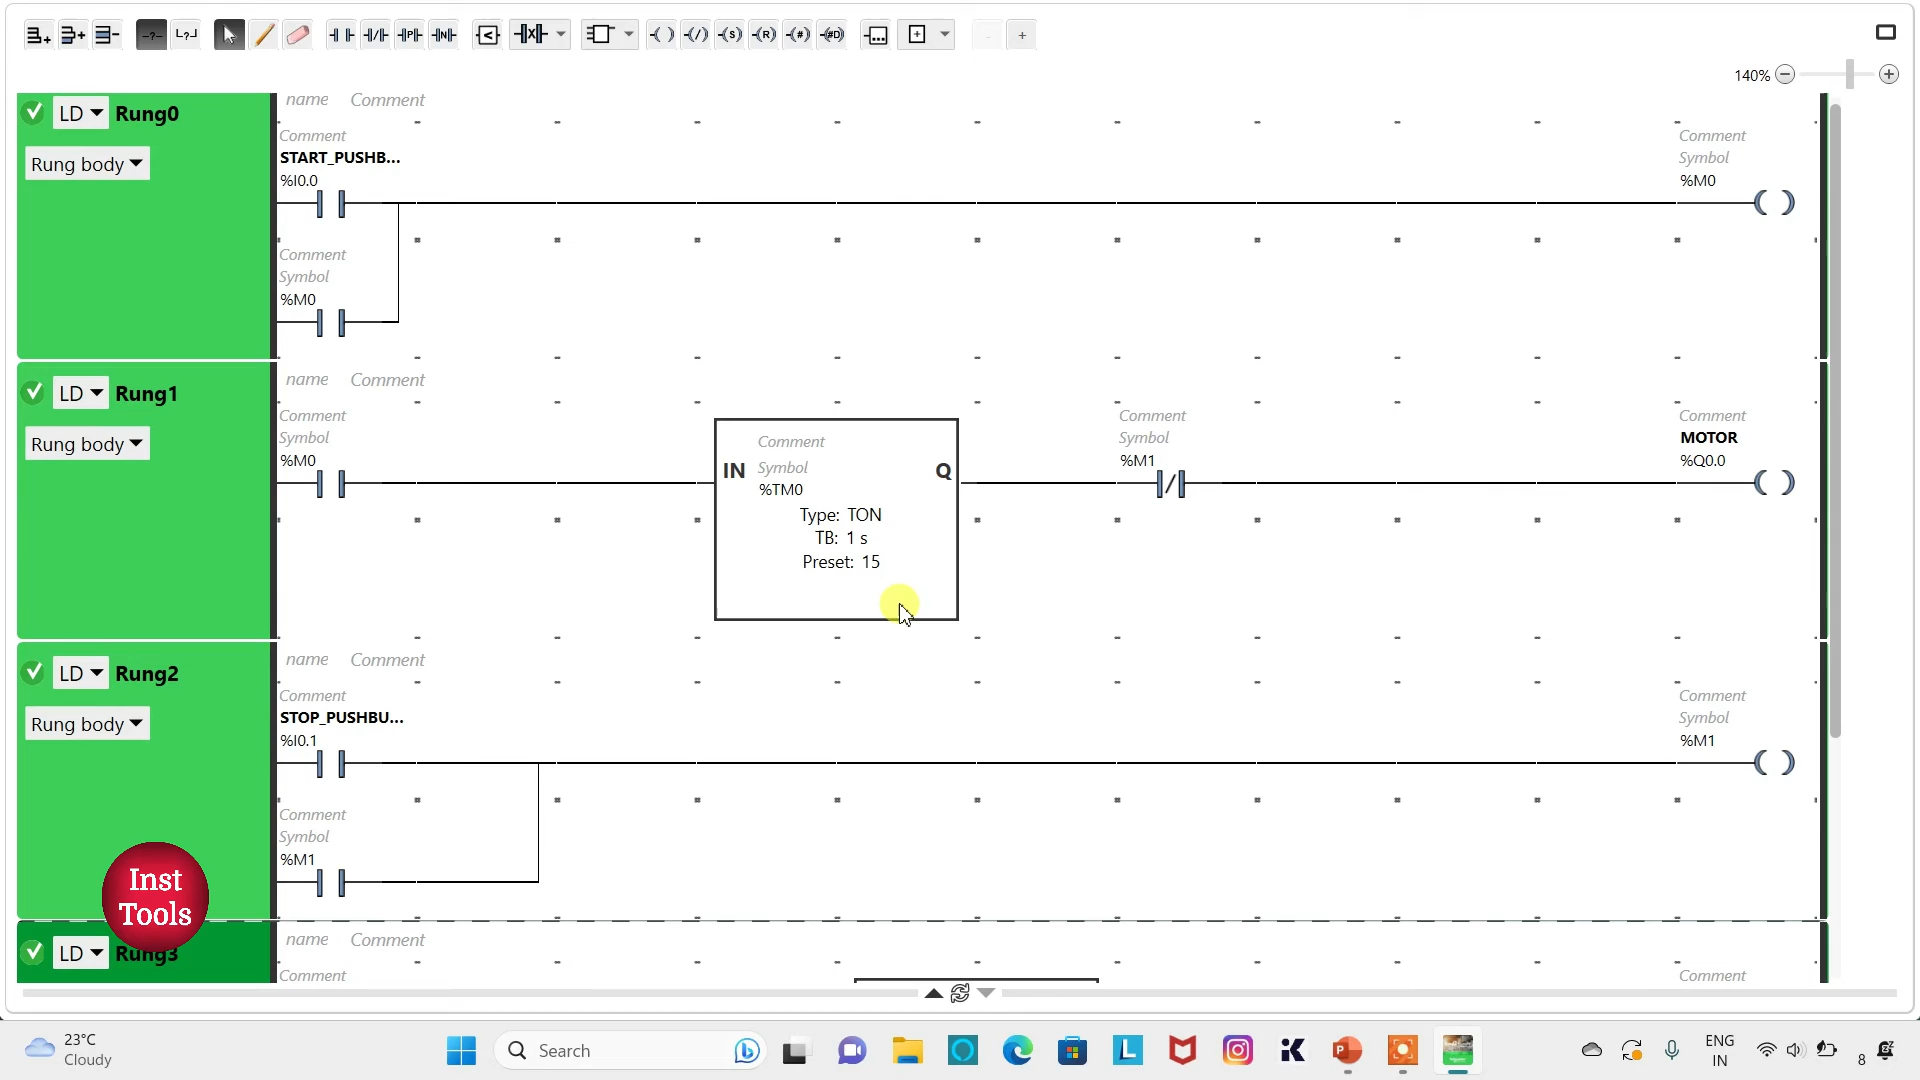 140%
LD Rung0
name Comment
Comment
START_PUSHB...
%I0.0
Comment
Symbol
%M0
Rung body
Comment
Symbol
%M0
LD Rung1
name Comment
Comment
Symbol
%M0
Rung body
Comment
IN Symbol Q
%TM0
Type: TON
TB: 1 s
Preset: 15
Comment
Symbol
%M1
Comment
MOTOR
%Q0.0
LD Rung2
name Comment
Comment
STOP_PUSHBU...
%I0.1
Comment
Symbol
%M1
Rung body
Comment
Symbol
%M1
Inst
Tools
LD Rung3
name Comment
Comment
Comment
23°C
Cloudy
Search
ENG
IN
8